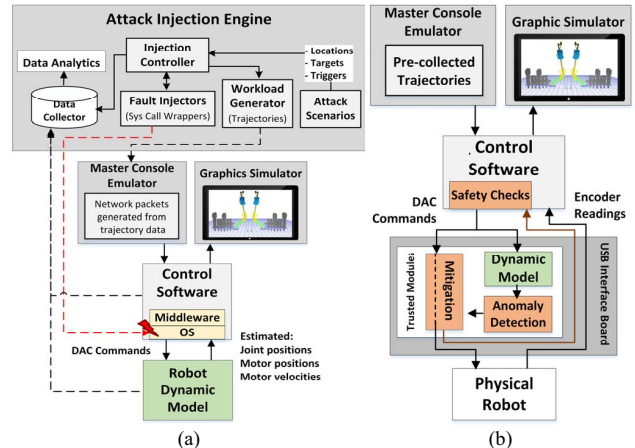 Attack Injection Engine
Injection
Controller
- Locations
- Targets
- Triggers
Data Analytics
Data
Collector
Fault Injectors
(Sys Call Wrappers)
Workload
Generator
(Trajectories)
Attack
Scenarios
Master Console
Emulator
Network packets
generated from
trajectory data
Graphics Simulator
Control
Software
Middleware
OS
DAC Commands
Estimated:
Joint positions
Motor positions
Motor velocities
Robot
Dynamic
Model
(a)
Master Console
Emulator
Pre-collected
Trajectories
Graphic Simulator
Control
Software
Safety Checks
DAC
Commands
Encoder
Readings
Trusted Module:
Mitigation
Dynamic
Model
Anomaly
Detection
USB Interface Board
Physical
Robot
(b)